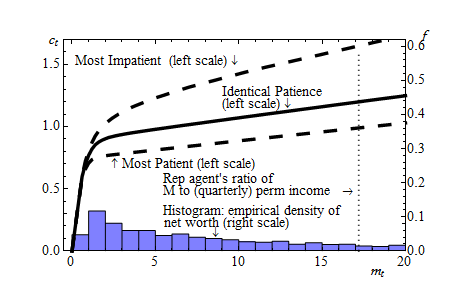 c_t
f
Most Impatient (left scale) ↓
Identical Patience
(left scale) ↓
↑ Most Patient (left scale)
Rep agent's ratio of
M to (quarterly) perm income →
Histogram: empirical density of
net worth (right scale) ↓
1.5
1.0
0.5
0.0
0.6
0.5
0.4
0.3
0.2
0.1
0.0
0
5
10
15
20
m_t